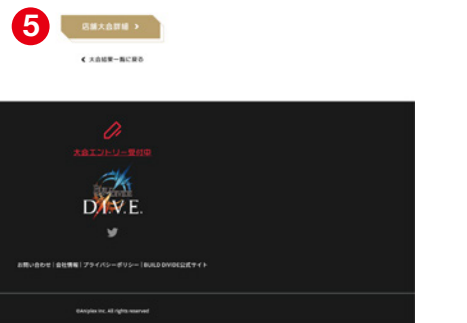 5
店舗大会詳細 >
< 大会結果一覧に戻る
大会エントリー受付中
BUILD DIVIDE
D.I.V.E.
お問い合わせ | 会社情報 | プライバシーポリシー | BUILD DIVIDE公式サイト
©Aniplex Inc. All rights reserved